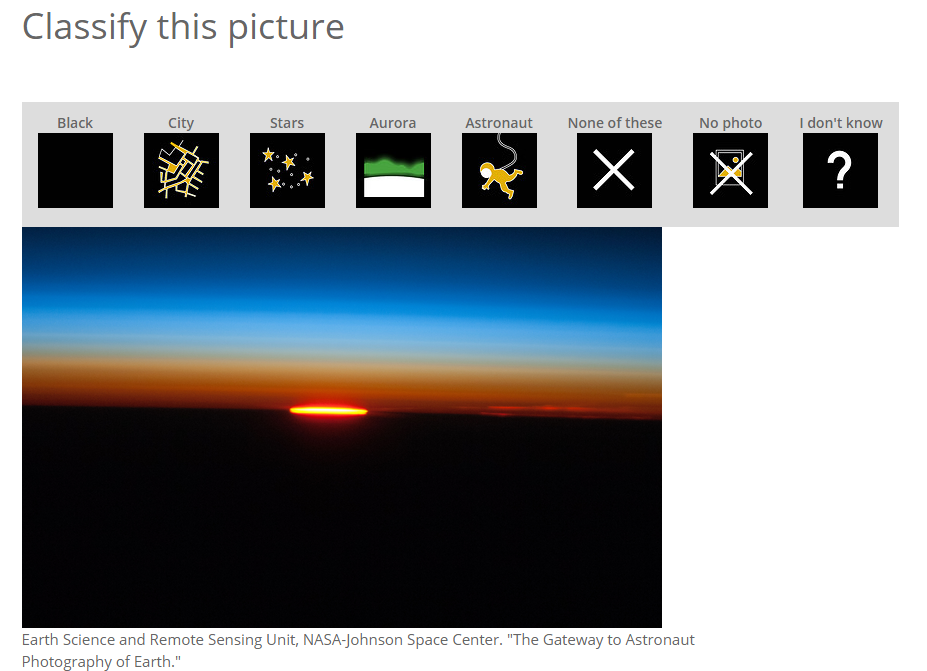 Classify this picture
Black City Stars Aurora Astronaut None of these No photo I don't know
?
Earth Science and Remote Sensing Unit, NASA-Johnson Space Center. "The Gateway to Astronaut
Photography of Earth."